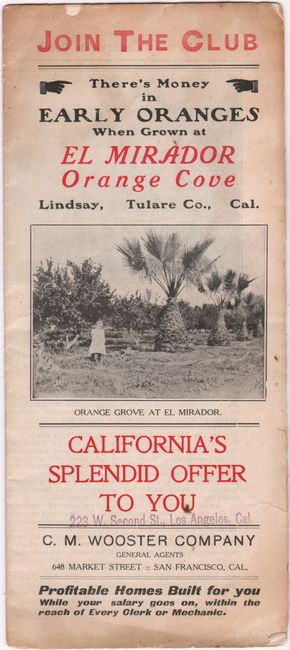 JOIN THE CLUB
There's Money
in
EARLY ORANGES
When Grown at
EL MIRADOR
Orange Cove
Lindsay, Tulare Co., Cal.
ORANGE GROVE AT EL MIRADOR.
CALIFORNIA'S
SPLENDID OFFER
TO YOU
223 W. Second St., Los Angeles, Cal.
C. M. WOOSTER COMPANY
GENERAL AGENTS
648 MARKET STREET :: SAN FRANCISCO, CAL.
Profitable Homes Built for you
While your salary goes on, within the
reach of Every Clerk or Mechanic.